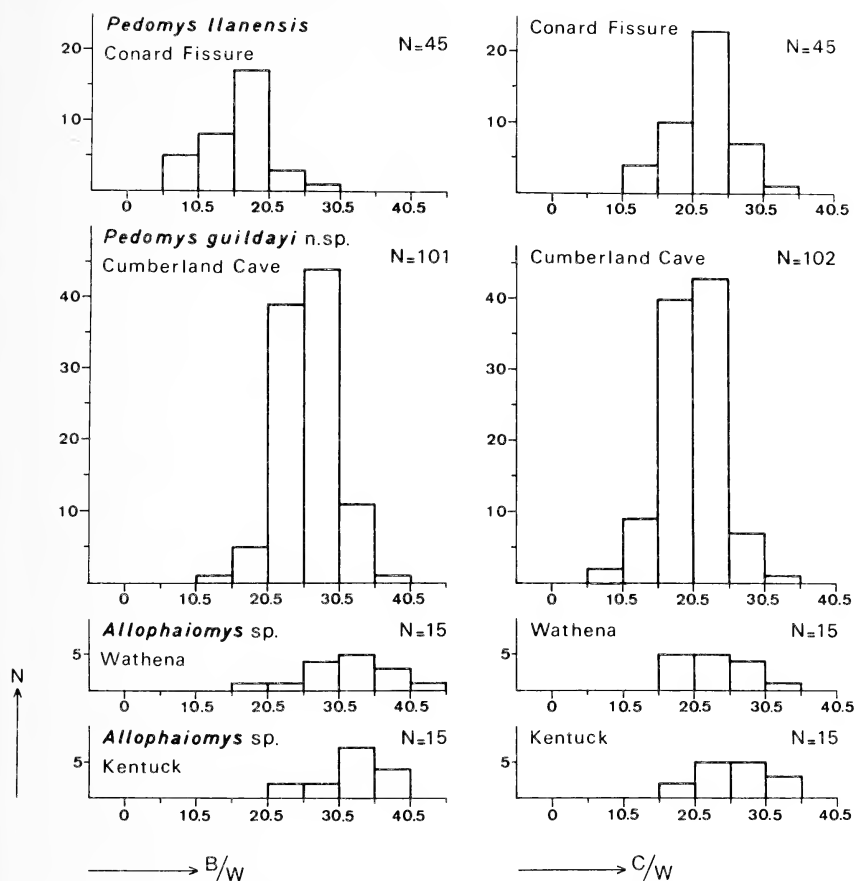 Pedomys llanensis
Conard Fissure
N=45
20
10
0 10.5 20.5 30.5 40.5
Conard Fissure
N=45
20
10
0 10.5 20.5 30.5 40.5
Pedomys guildayi n.sp.
Cumberland Cave
N=101
40
30
20
10
0 10.5 20.5 30.5 40.5
Cumberland Cave
N=102
40
30
20
10
0 10.5 20.5 30.5 40.5
Allophaiomys sp.
Wathena
N=15
5
0 10.5 20.5 30.5 40.5
Wathena
N=15
5
0 10.5 20.5 30.5 40.5
Allophaiomys sp.
Kentuck
N=15
5
0 10.5 20.5 30.5 40.5
Kentuck
N=15
5
0 10.5 20.5 30.5 40.5
N
B/W
C/W